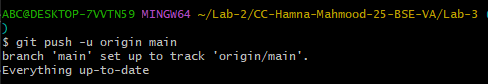 ABC@DESKTOP-7VVTN59 MINGW64 ~/Lab-2/CC-Hamna-Mahmood-25-BSE-VA/Lab-3 (
)
$ git push -u origin main
branch 'main' set up to track 'origin/main'.
Everything up-to-date